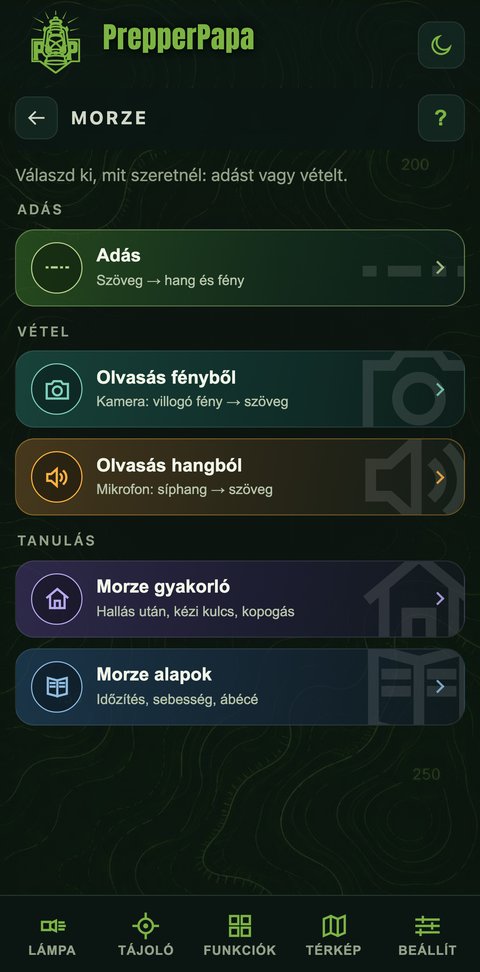 PrepperPapa
MORZE
?
Válaszd ki, mit szeretnél: adást vagy vételt.
200
ADÁS
Adás
Szöveg → hang és fény
VÉTEL
Olvasás fényből
Kamera: villogó fény → szöveg
Olvasás hangból
Mikrofon: síphang → szöveg
TANULÁS
Morze gyakorló
Hallás után, kézi kulcs, kopogás
Morze alapok
Időzítés, sebesség, ábécé
250
LÁMPA TÁJOLÓ FUNKCIÓK TÉRKÉP BEÁLLÍT